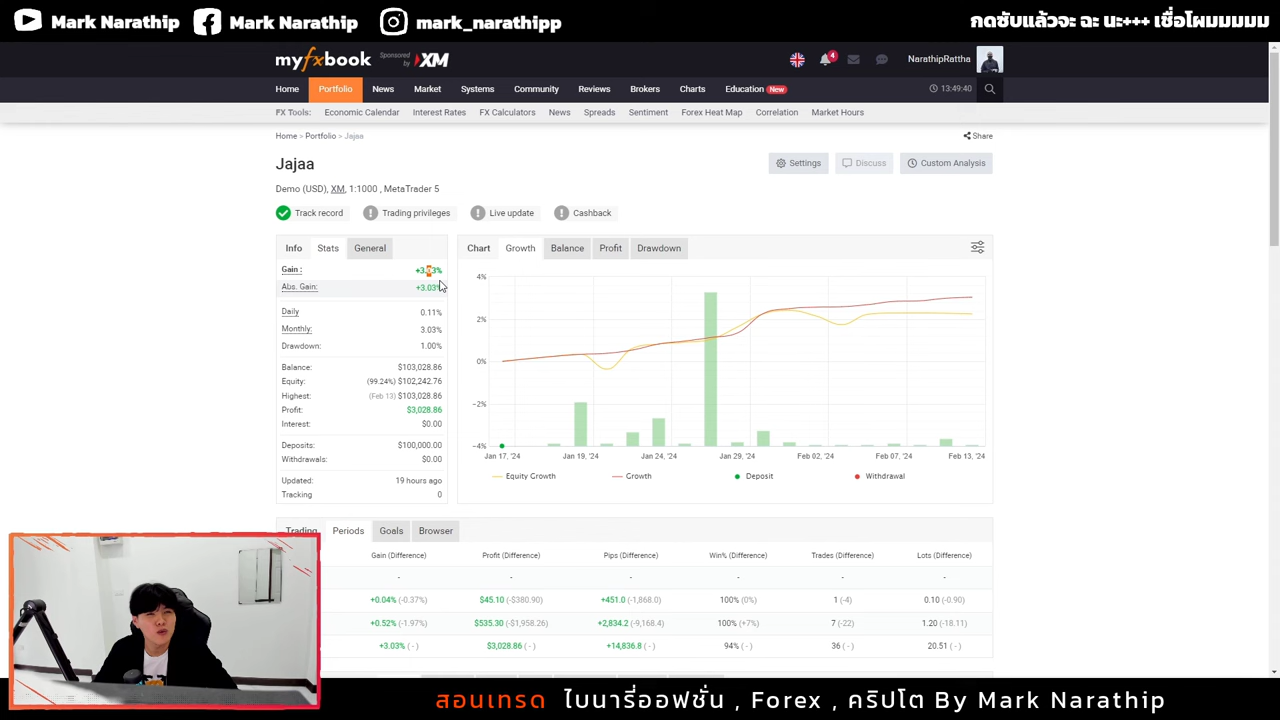 Mark Narathip Mark Narathip mark_narathipp กดซับแล้วจะ ฉะ นะ+++ เชื่อโผมมมมม
myfxbook Sponsored by XM 4 NarathipRattha
Home Portfolio News Market Systems Community Reviews Brokers Charts Education New 13:49:40
FX Tools: Economic Calendar Interest Rates FX Calculators News Spreads Sentiment Forex Heat Map Correlation Market Hours
Home > Portfolio > Jajaa Share
Jajaa Settings Discuss Custom Analysis
Demo (USD), XM, 1:1000 , MetaTrader 5
Track record Trading privileges Live update Cashback
Info Stats General Chart Growth Balance Profit Drawdown
Gain : +3.03%
Abs. Gain: +3.03%
Daily 0.11%
Monthly: 3.03%
Drawdown: 1.00%
Balance: $103,028.86
Equity: (99.24%) $102,242.76
Highest: (Feb 13) $103,028.86
Profit: $3,028.86
Interest: $0.00
Deposits: $100,000.00
Withdrawals: $0.00
Updated: 19 hours ago
Tracking 0
4%
2%
0%
-2%
-4%
Jan 17, '24 Jan 19, '24 Jan 24, '24 Jan 29, '24 Feb 02, '24 Feb 07, '24 Feb 13, '24
Equity Growth Growth Deposit Withdrawal
Trading Periods Goals Browser
Gain (Difference) Profit (Difference) Pips (Difference) Win% (Difference) Trades (Difference) Lots (Difference)
- - - - - -
+0.04% (-0.37%) $45.10 (-$380.90) +451.0 (-1,868.0) 100% (0%) 1 (-4) 0.10 (-0.90)
+0.52% (-1.97%) $535.30 (-$1,958.26) +2,834.2 (-9,168.4) 100% (+7%) 7 (-22) 1.20 (-18.11)
+3.03% ( - ) $3,028.86 ( - ) +14,836.8 ( - ) 94% ( - ) 36 ( - ) 20.51 ( - )
สอนเทรด ไบนารี่ออฟชั่น , Forex , คริปโต By Mark Narathip